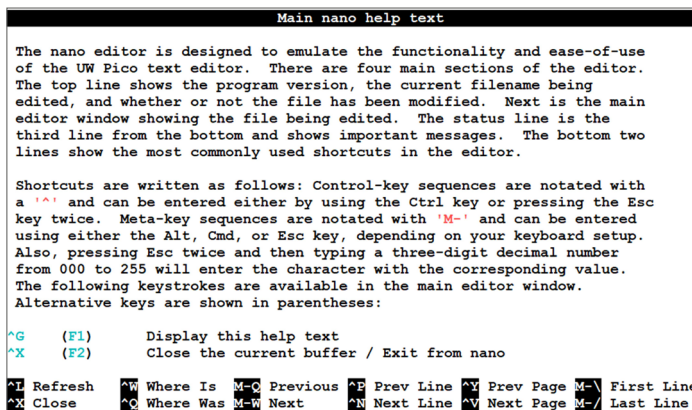 Main nano help text
The nano editor is designed to emulate the functionality and ease-of-use
of the UW Pico text editor.  There are four main sections of the editor.
The top line shows the program version, the current filename being
edited, and whether or not the file has been modified.  Next is the main
editor window showing the file being edited.  The status line is the
third line from the bottom and shows important messages.  The bottom two
lines show the most commonly used shortcuts in the editor.
Shortcuts are written as follows: Control-key sequences are notated with
a '^' and can be entered either by using the Ctrl key or pressing the Esc
key twice.  Meta-key sequences are notated with 'M-' and can be entered
using either the Alt, Cmd, or Esc key, depending on your keyboard setup.
Also, pressing Esc twice and then typing a three-digit decimal number
from 000 to 255 will enter the character with the corresponding value.
The following keystrokes are available in the main editor window.
Alternative keys are shown in parentheses:
^G (F1) Display this help text
^X (F2) Close the current buffer / Exit from nano
^L Refresh ^W Where Is M-Q Previous ^P Prev Line ^Y Prev Page M-\ First Line
^X Close ^Q Where Was M-W Next ^N Next Line ^V Next Page M-/ Last Line